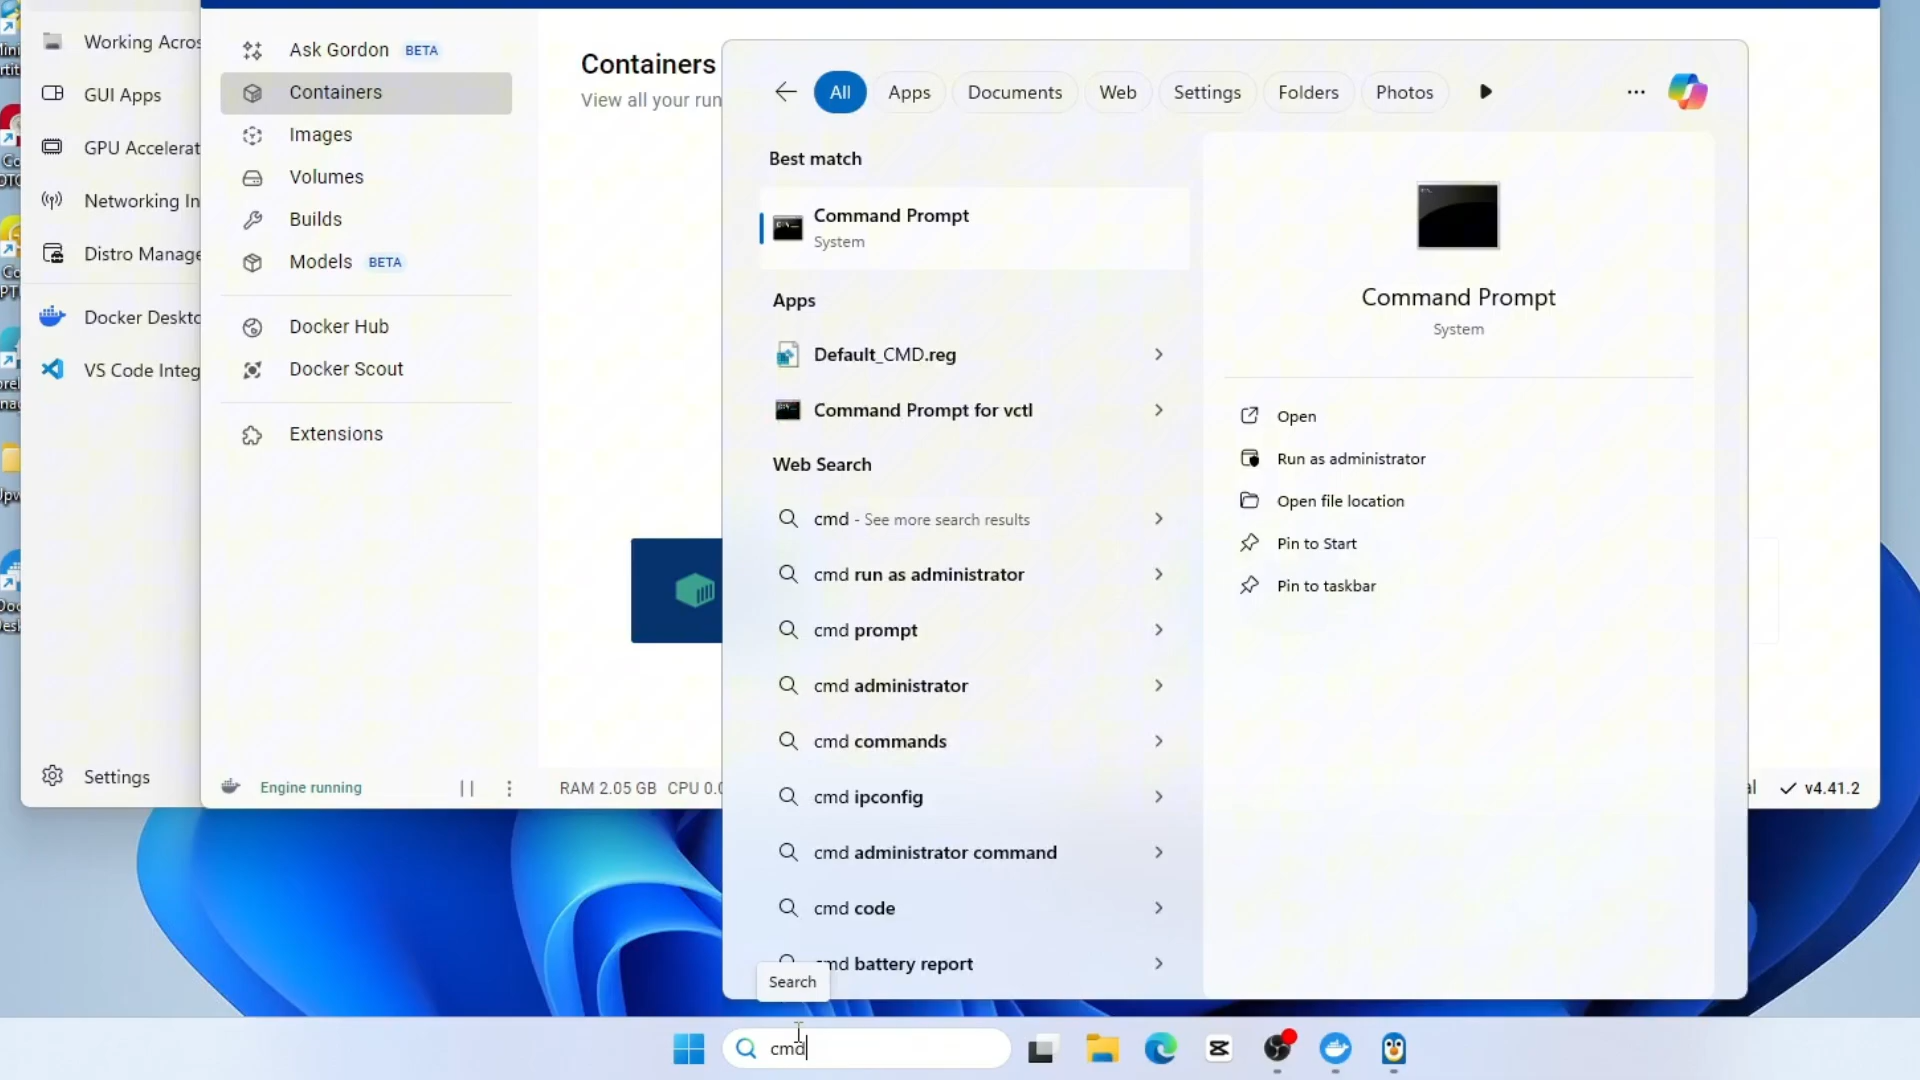 Working Acros
GUI Apps
GPU Accelerat
Networking In
Distro Manage
Docker Deskto
VS Code Integ
Settings
Ask Gordon BETA
Containers
Images
Volumes
Builds
Models BETA
Docker Hub
Docker Scout
Extensions
Engine running
RAM 2.05 GB CPU 0.0
v4.41.2
Containers
View all your run
All Apps Documents Web Settings Folders Photos
Best match
Command Prompt
System
Apps
Default_CMD.reg
Command Prompt for vctl
Web Search
cmd - See more search results
cmd run as administrator
cmd prompt
cmd administrator
cmd commands
cmd ipconfig
cmd administrator command
cmd code
cmd battery report
Command Prompt
System
Open
Run as administrator
Open file location
Pin to Start
Pin to taskbar
Search
cmd